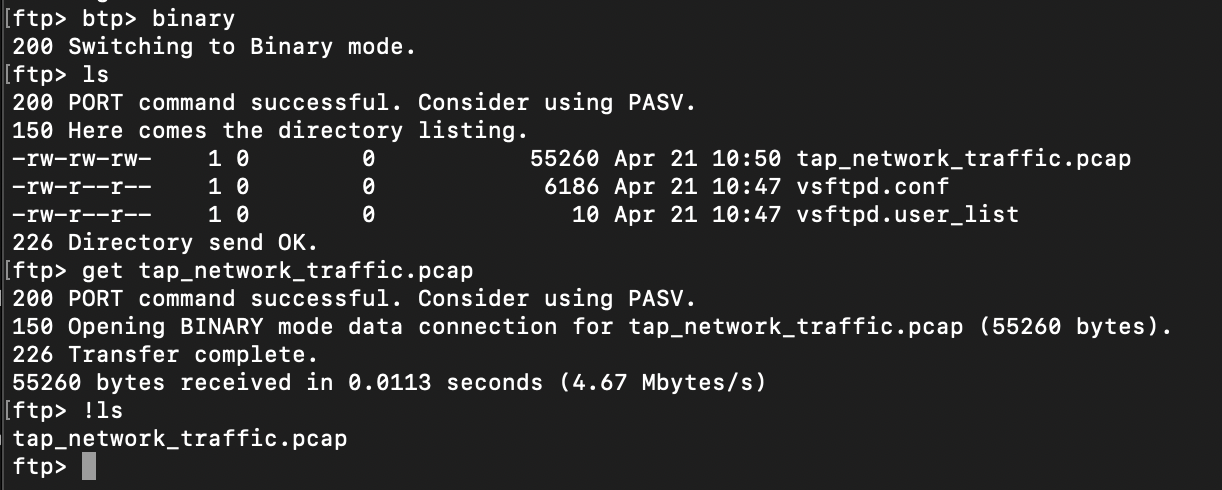 [ftp> btp> binary
200 Switching to Binary mode.
[ftp> ls
200 PORT command successful. Consider using PASV.
150 Here comes the directory listing.
-rw-rw-rw-    1 0        0           55260 Apr 21 10:50 tap_network_traffic.pcap
-rw-r--r--    1 0        0            6186 Apr 21 10:47 vsftpd.conf
-rw-r--r--    1 0        0              10 Apr 21 10:47 vsftpd.user_list
226 Directory send OK.
[ftp> get tap_network_traffic.pcap
200 PORT command successful. Consider using PASV.
150 Opening BINARY mode data connection for tap_network_traffic.pcap (55260 bytes).
226 Transfer complete.
55260 bytes received in 0.0113 seconds (4.67 Mbytes/s)
[ftp> !ls
tap_network_traffic.pcap
ftp>